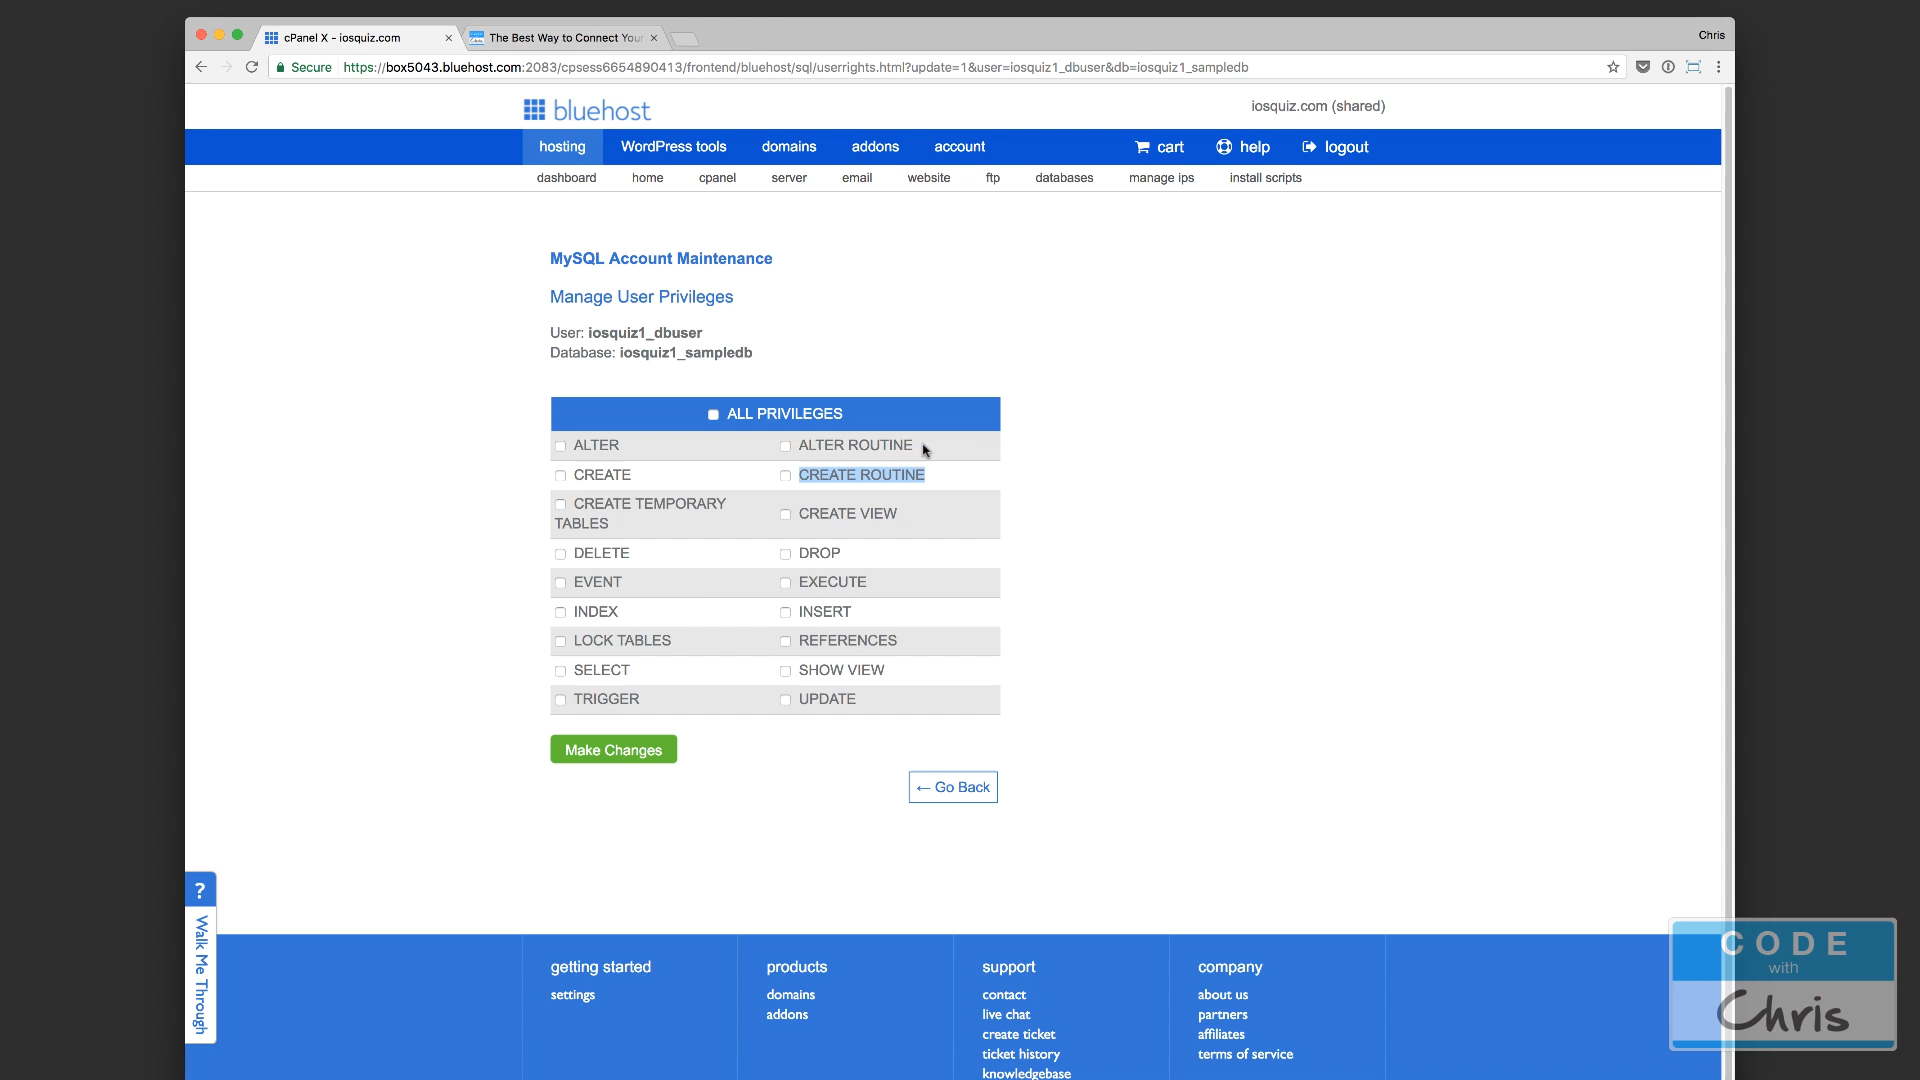 cPanel X - iosquiz.com
The Best Way to Connect Your
Chris
Secure https://box5043.bluehost.com:2083/cpsess6654890413/frontend/bluehost/sql/userrights.html?update=1&user=iosquiz1_dbuser&db=iosquiz1_sampledb
bluehost
iosquiz.com (shared)
hosting WordPress tools domains addons account cart help logout
dashboard home cpanel server email website ftp databases manage ips install scripts
MySQL Account Maintenance
Manage User Privileges
User: iosquiz1_dbuser
Database: iosquiz1_sampledb
ALL PRIVILEGES
ALTER ALTER ROUTINE
CREATE CREATE ROUTINE
CREATE TEMPORARY
TABLES
CREATE VIEW
DELETE DROP
EVENT EXECUTE
INDEX INSERT
LOCK TABLES REFERENCES
SELECT SHOW VIEW
TRIGGER UPDATE
Make Changes
← Go Back
?
Walk Me Through
getting started
settings
products
domains
addons
support
contact
live chat
create ticket
ticket history
knowledgebase
company
about us
partners
affiliates
terms of service
CODE
with
Chris